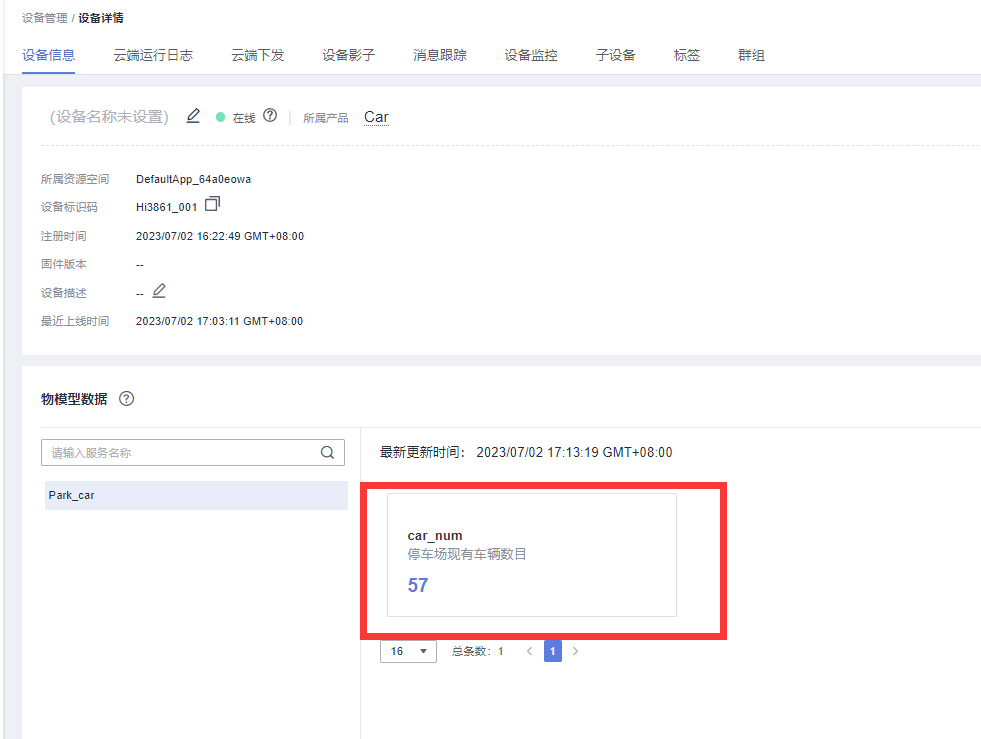 设备管理 / 设备详情
设备信息 云端运行日志 云端下发 设备影子 消息跟踪 设备监控 子设备 标签 群组
(设备名称未设置) 在线 所属产品 Car
所属资源空间 DefaultApp_64a0eowa
设备标识码 Hi3861_001
注册时间 2023/07/02 16:22:49 GMT+08:00
固件版本 --
设备描述 --
最近上线时间 2023/07/02 17:03:11 GMT+08:00
物模型数据
请输入服务名称 最新更新时间： 2023/07/02 17:13:19 GMT+08:00
Park_car
car_num
停车场现有车辆数目
57
16 总条数：1 < 1 >